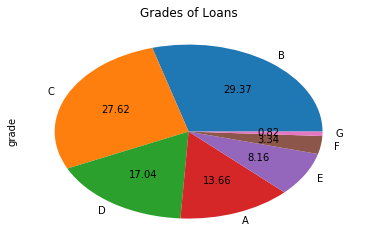 Grades of Loans
B
C
29.37
27.62
grade
0.82
G
3.34
F
8.16
17.04
13.66
E
D
A